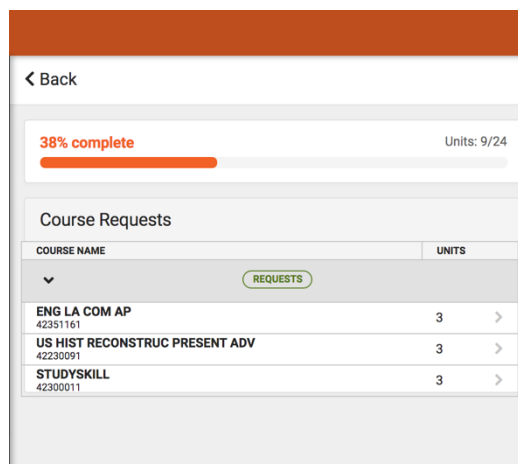 Back
38% complete Units: 9/24
Course Requests
COURSE NAME UNITS
REQUESTS
ENG LA COM AP 3
42351161
US HIST RECONSTRUC PRESENT ADV 3
42230091
STUDYSKILL 3
42300011